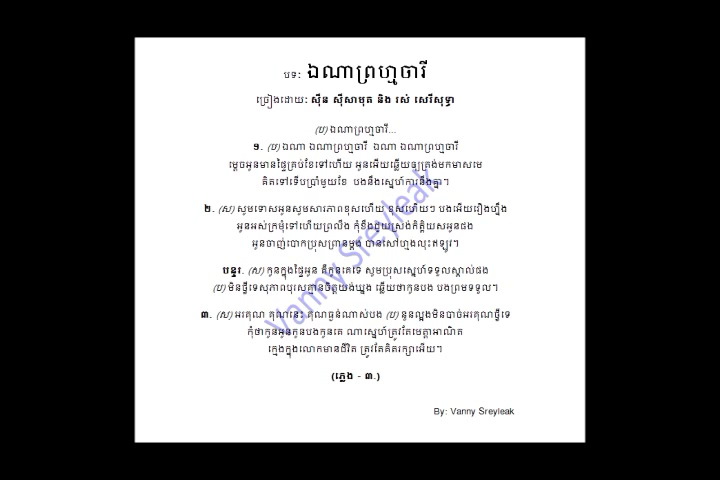 បទ: ឯណាព្រហ្មចារី
ច្រៀងដោយ: ស៊ីន ស៊ីសាមុត និង រស់ សេរីសុទ្ធា
(ប) ឯណាព្រហ្មចារី...
១. (ប) ឯណា ឯណាព្រហ្មចារី ឯណា ឯណាព្រហ្មចារី
ម្ដេចអូនមានផ្ទៃគ្រប់ខែទៅហើយ អូនអើយឆ្លើយឲ្យត្រង់មកមាសមេ
គិតទៅទើបប្រាំមួយខែ បងនឹងស្នេហ៍ការនឹងគ្នា។
២. (ស) សូមទោសអូនសូមសារភាពខុសហើយ ខុសហើយៗ បងអើយរឿងហ្នឹង
អូនអស់ក្រមុំទៅហើយព្រលឹង កុំខឹងជួយស្រង់កិត្តិយសអូនផង
អូនចាញ់បោកប្រុសព្រានម្ដង បានសៅហ្មងលុះឥឡូវ។
បន្ទរ. (ស) កូនក្នុងផ្ទៃអូន គឺកូនគេទេ សូមប្រុសស្នេហ៍ទទួលស្គាល់ផង
(ប) មិនថ្វីទេសុភាពបុរសគ្មានចិត្តយង់ឃ្នង ឆ្លើយថាកូនបង បងព្រមទទួល។
៣. (ស) អរគុណ គុណនេះ គុណធ្ងន់ណាស់បង (ប) នួនល្អងមិនបាច់អរគុណថ្វីទេ
កុំថាកូនអូនកូនបងកូនគេ ណាស្នេហ៍ត្រូវតែមេត្តាអាណិត
ក្មេងក្នុងលោកមានជីវិត ត្រូវតែគិតរក្សាអើយ។
(ភ្លេង - ៣.)
By: Vanny Sreyleak
Vanny Sreyleak